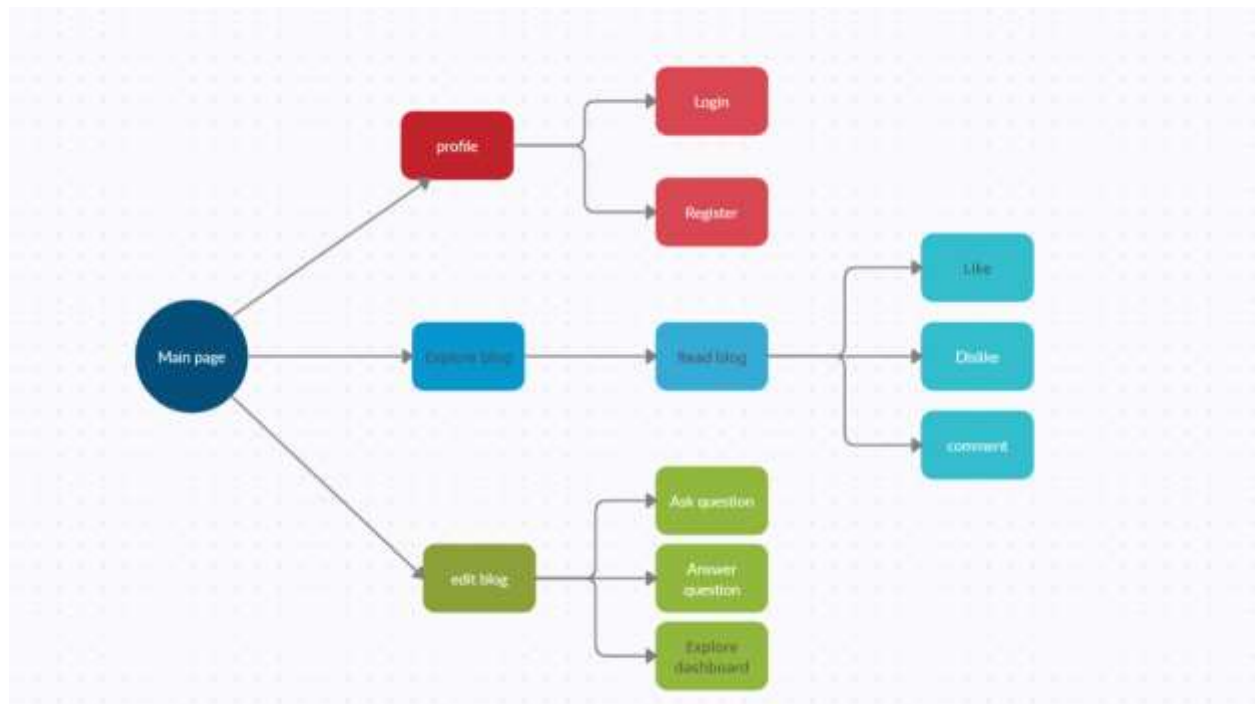 Login
profile
Register
Like
Main page
Explore blog
Read blog
Dislike
comment
Ask question
edit blog
Answer
question
Explore
dashboard